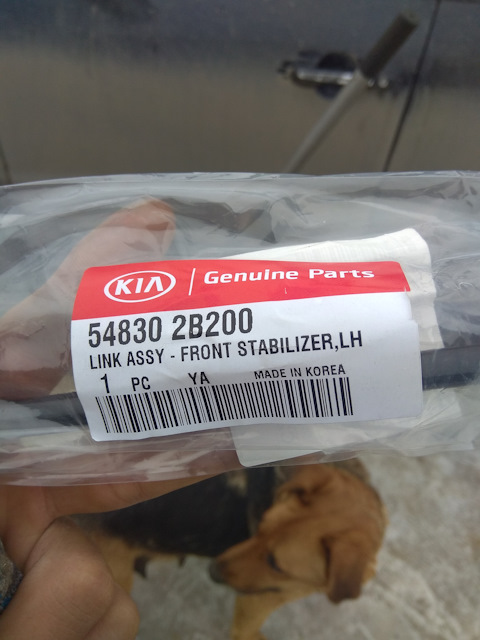 KIA | Genuine Parts
54830 2B200
LINK ASSY - FRONT STABILIZER,LH
1 PC YA MADE IN KOREA